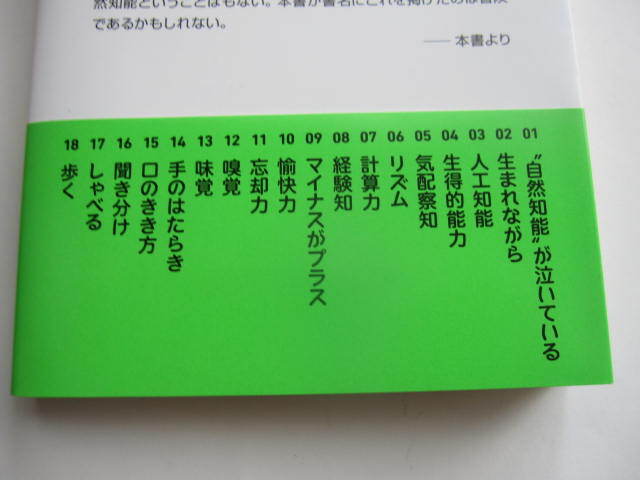 然知能ということばもない。本書が書名にこれを掲げたのは冒険
であるかもしれない。
── 本書より
01 “自然知能”が泣いている
02 生まれながら
03 人工知能
04 生得的能力
05 気配察知
06 リズム
07 計算力
08 経験知
09 マイナスがプラス
10 愉快力
11 忘却力
12 嗅覚
13 味覚
14 手のはたらき
15 口のきき方
16 聞き分け
17 しゃべる
18 歩く